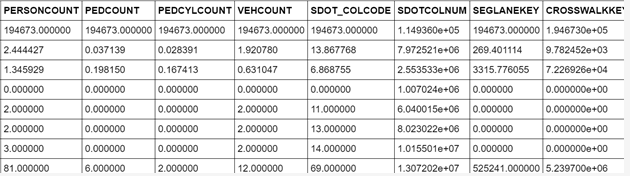 PERSONCOUNT PEDCOUNT PEDCYLCOUNT VEHCOUNT SDOT_COLCODE SDOTCOLNUM SEGLANEKEY CROSSWALKKEY
194673.000000 194673.000000 194673.000000 194673.000000 194673.000000 1.149360e+05 194673.000000 1.946730e+05
2.444427 0.037139 0.028391 1.920780 13.867768 7.972521e+06 269.401114 9.782452e+03
1.345929 0.198150 0.167413 0.631047 6.868755 2.553533e+06 3315.776055 7.226926e+04
0.000000 0.000000 0.000000 0.000000 0.000000 1.007024e+06 0.000000 0.000000e+00
2.000000 0.000000 0.000000 2.000000 11.000000 6.040015e+06 0.000000 0.000000e+00
2.000000 0.000000 0.000000 2.000000 13.000000 8.023022e+06 0.000000 0.000000e+00
3.000000 0.000000 0.000000 2.000000 14.000000 1.015501e+07 0.000000 0.000000e+00
81.000000 6.000000 2.000000 12.000000 69.000000 1.307202e+07 525241.000000 5.239700e+06